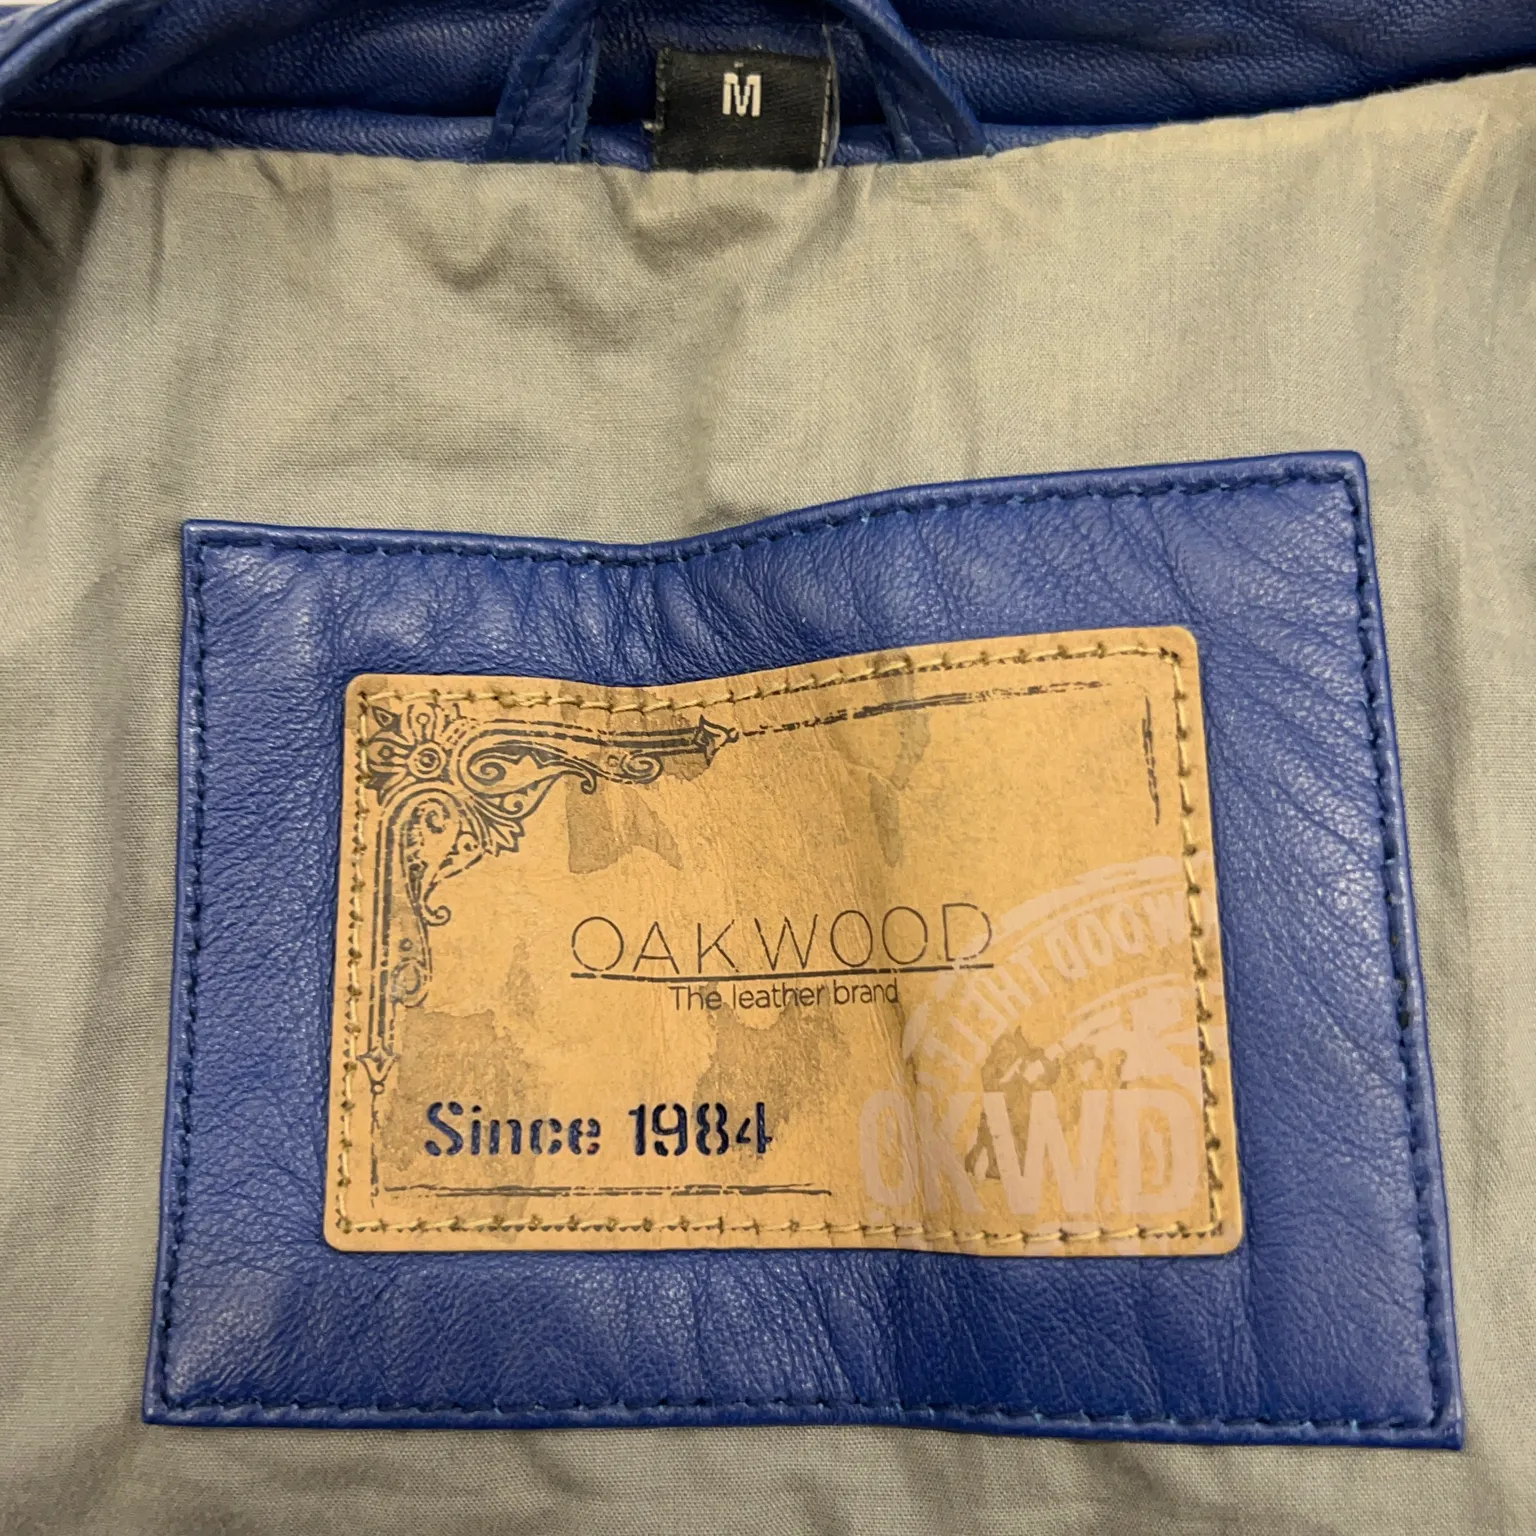 M
OAKWOOD
The leather brand
Since 1984
OKWD